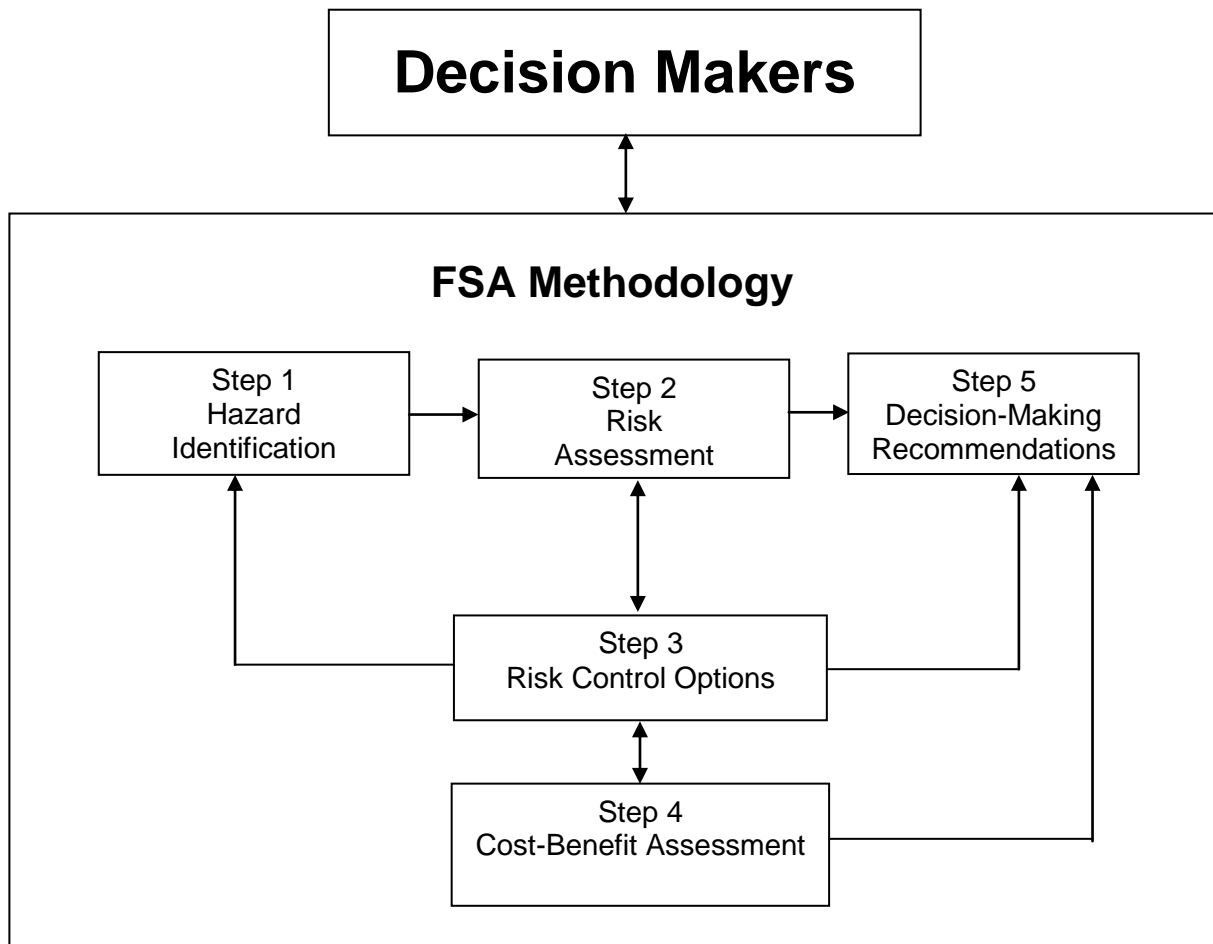 Decision Makers
FSA Methodology
Step 1
Hazard
Identification
Step 2
Risk
Assessment
Step 5
Decision-Making
Recommendations
Step 3
Risk Control Options
Step 4
Cost-Benefit Assessment